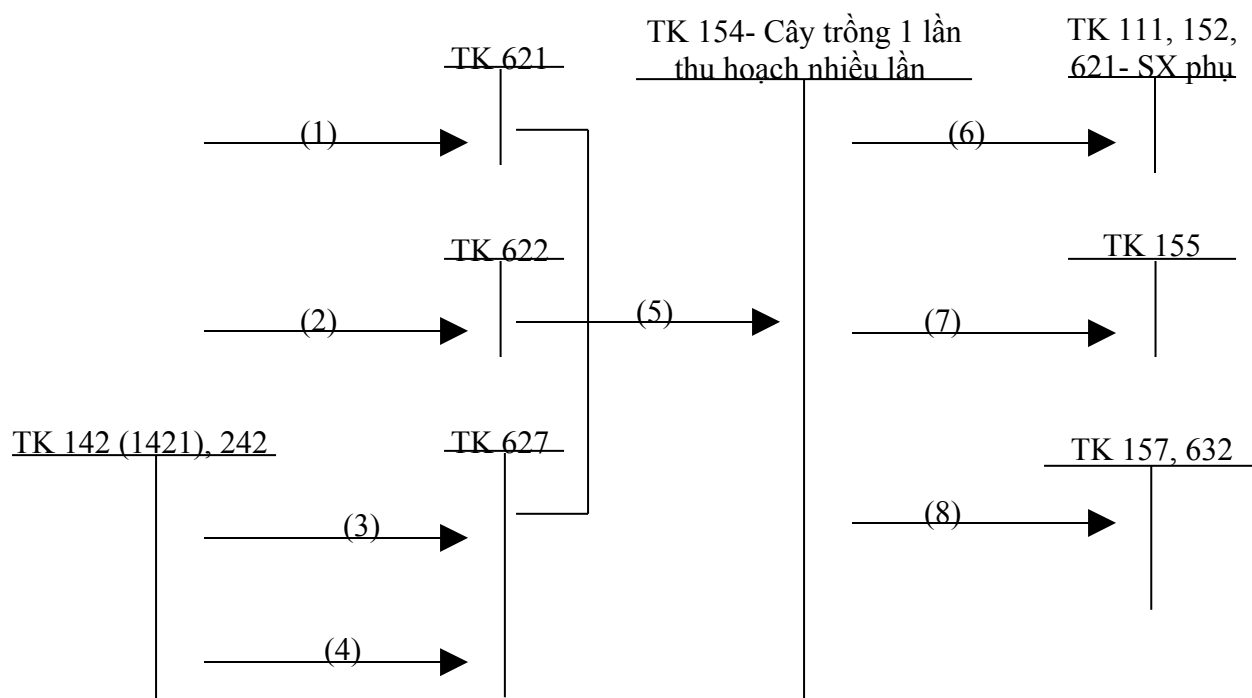 TK 154- Cây trồng 1 lần
thu hoạch nhiều lần
TK 111, 152,
621- SX phụ
TK 621
(1)
(6)
TK 622
TK 155
(2)
(5)
(7)
TK 142 (1421), 242
TK 627
TK 157, 632
(3)
(8)
(4)